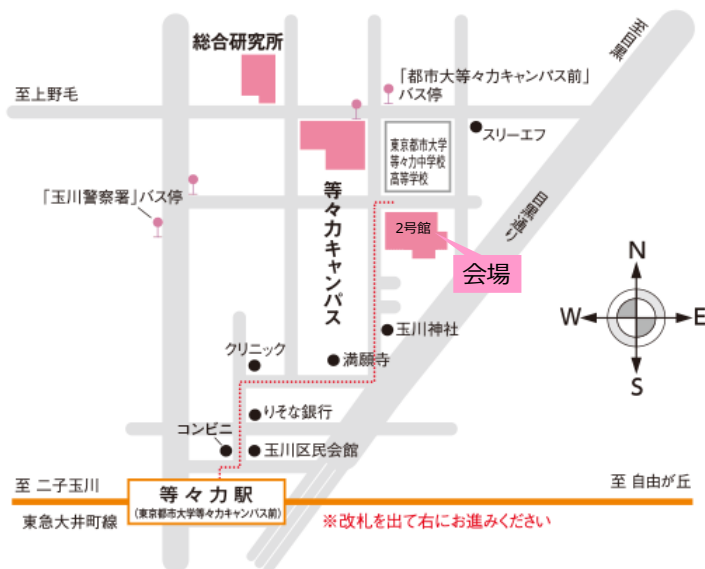 総合研究所
至目黒
至上野毛
「都市大等々力キャンパス前」
バス停
スリーエフ
東京都市大学
等々力中学校
高等学校
「玉川警察署」バス停
等々力キャンパス
目黒通り
2号館
会場
N
W
E
S
玉川神社
クリニック
満願寺
りそな銀行
コンビニ
玉川区民会館
至 二子玉川
等々力駅
(東京都市大学等々力キャンパス前)
至 自由が丘
東急大井町線
※改札を出て右にお進みください